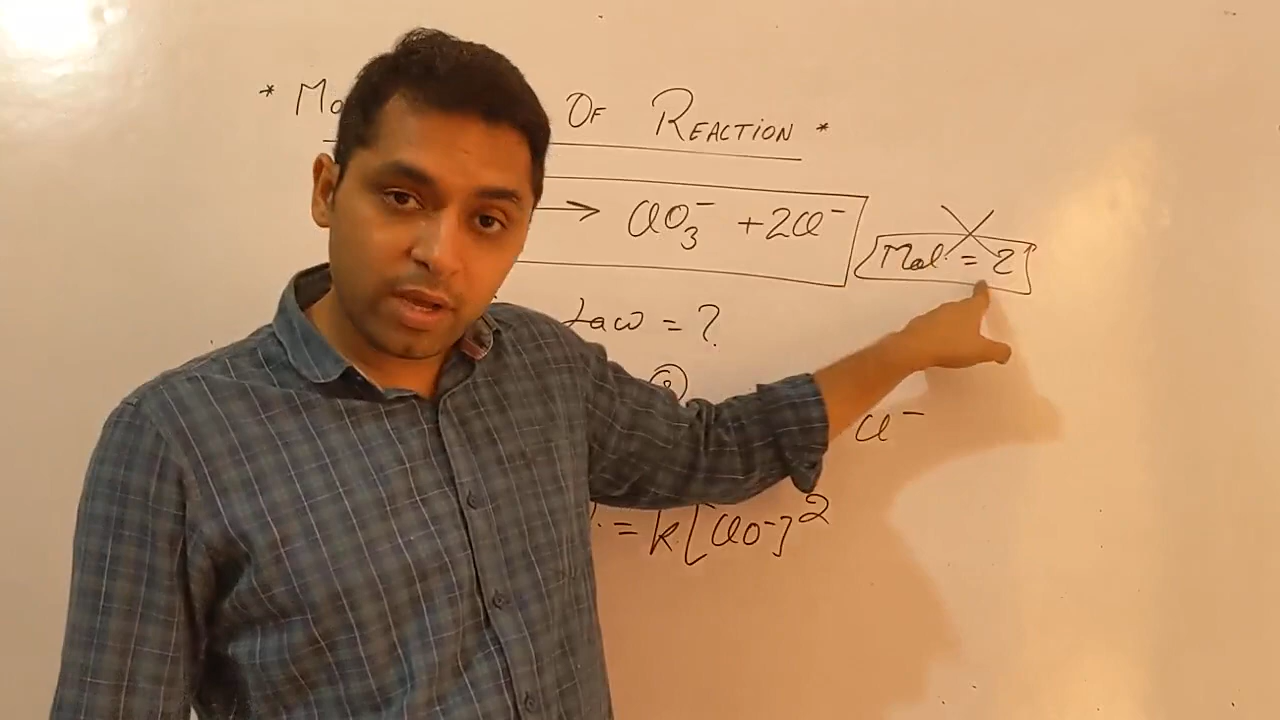 * Mo OF REACTION *
→ ClO₃⁻ + 2Cl⁻
Mol. = 2
Law = ?
Cl⁻
= k[ClO⁻]²